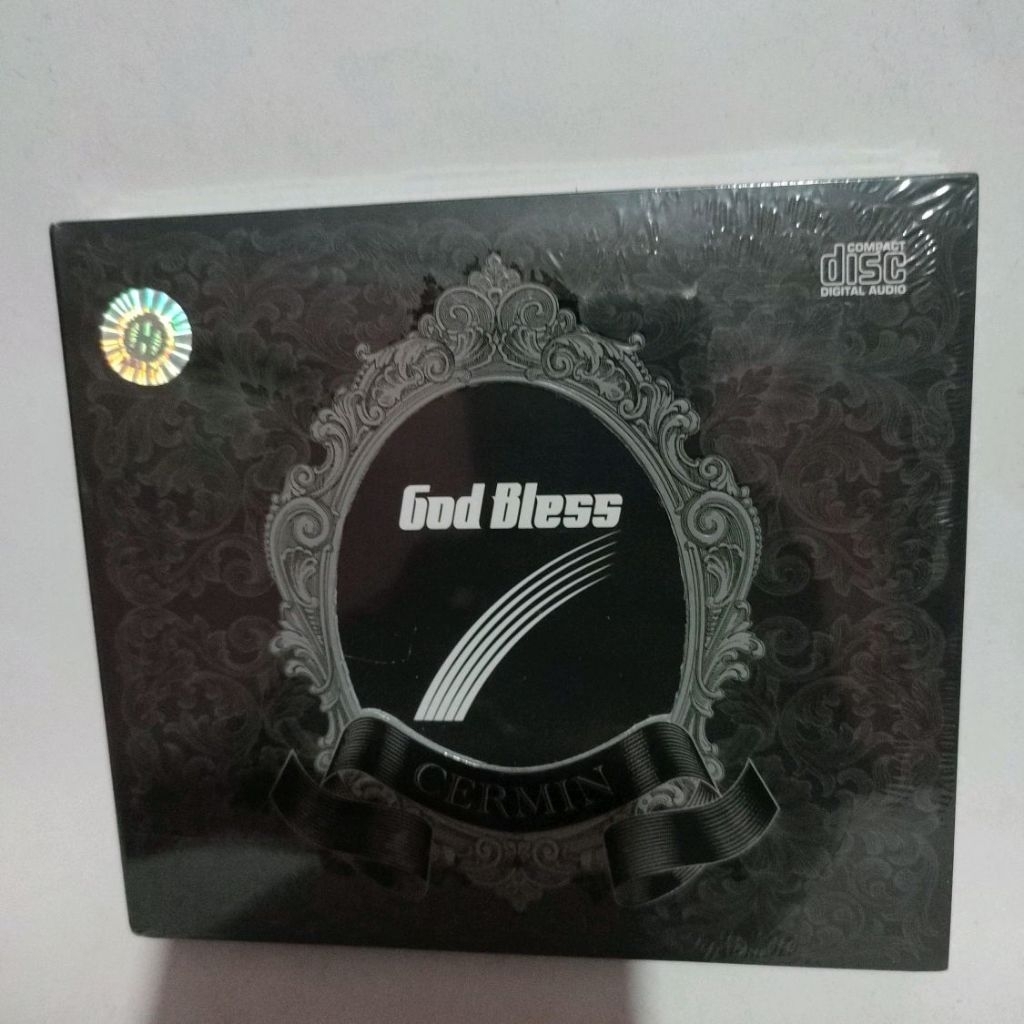 COMPACT
disc
DIGITAL AUDIO
God Bless
7
CERMIN